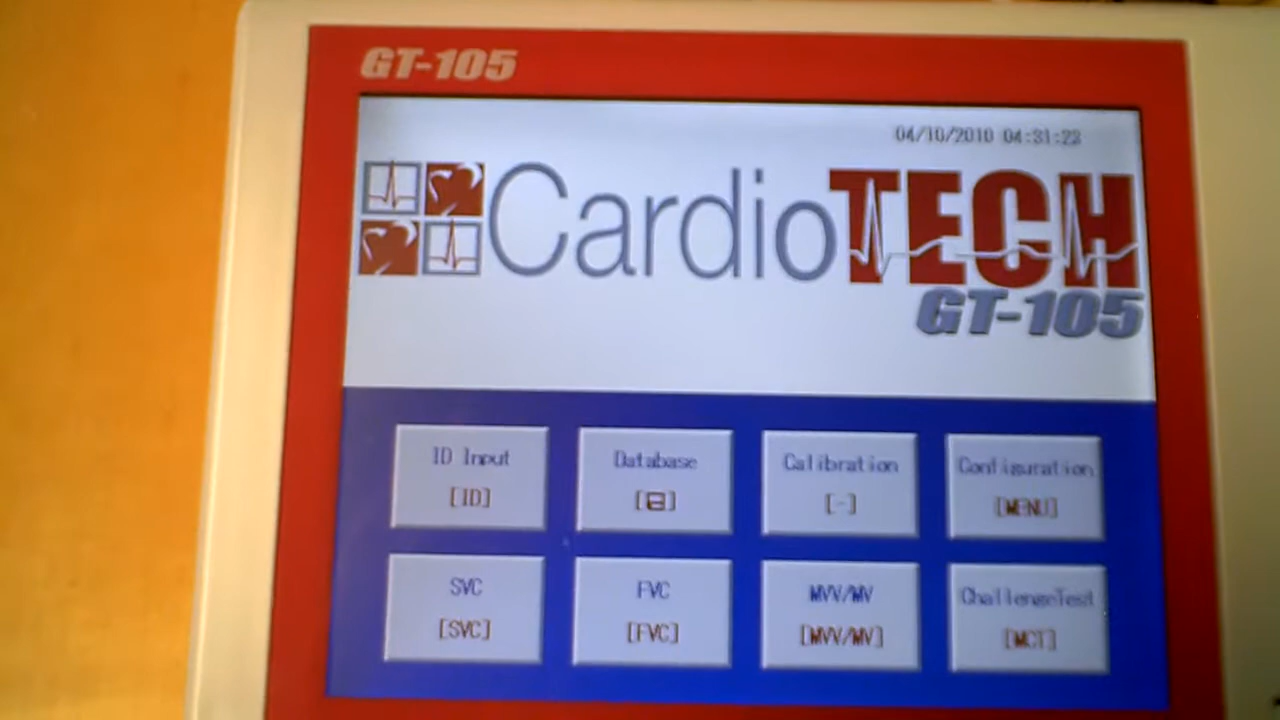 GT-105
04/10/2010 04:31:23
CardioTECH
GT-105
ID Input
[ID]
Database
[日]
Calibration
[-]
Configuration
[MENU]
SVC
[SVC]
FVC
[FVC]
MVV/MV
[MVV/MV]
ChallengeTest
[MCT]